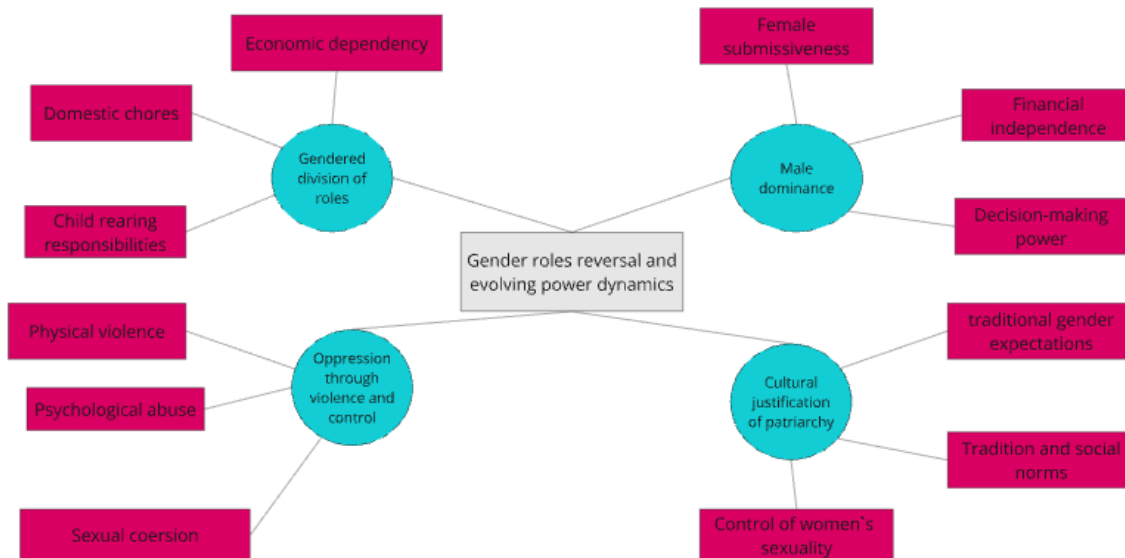 Economic dependency
Female
submissiveness
Domestic chores
Financial
independence
Gendered
division of
roles
Male
dominance
Child rearing
responsibilities
Decision-making
power
Gender roles reversal and
evolving power dynamics
Physical violence
traditional gender
expectations
Oppression
through
violence and
control
Cultural
justification
of patriarchy
Psychological abuse
Tradition and social
norms
Sexual coersion
Control of women`s
sexuality